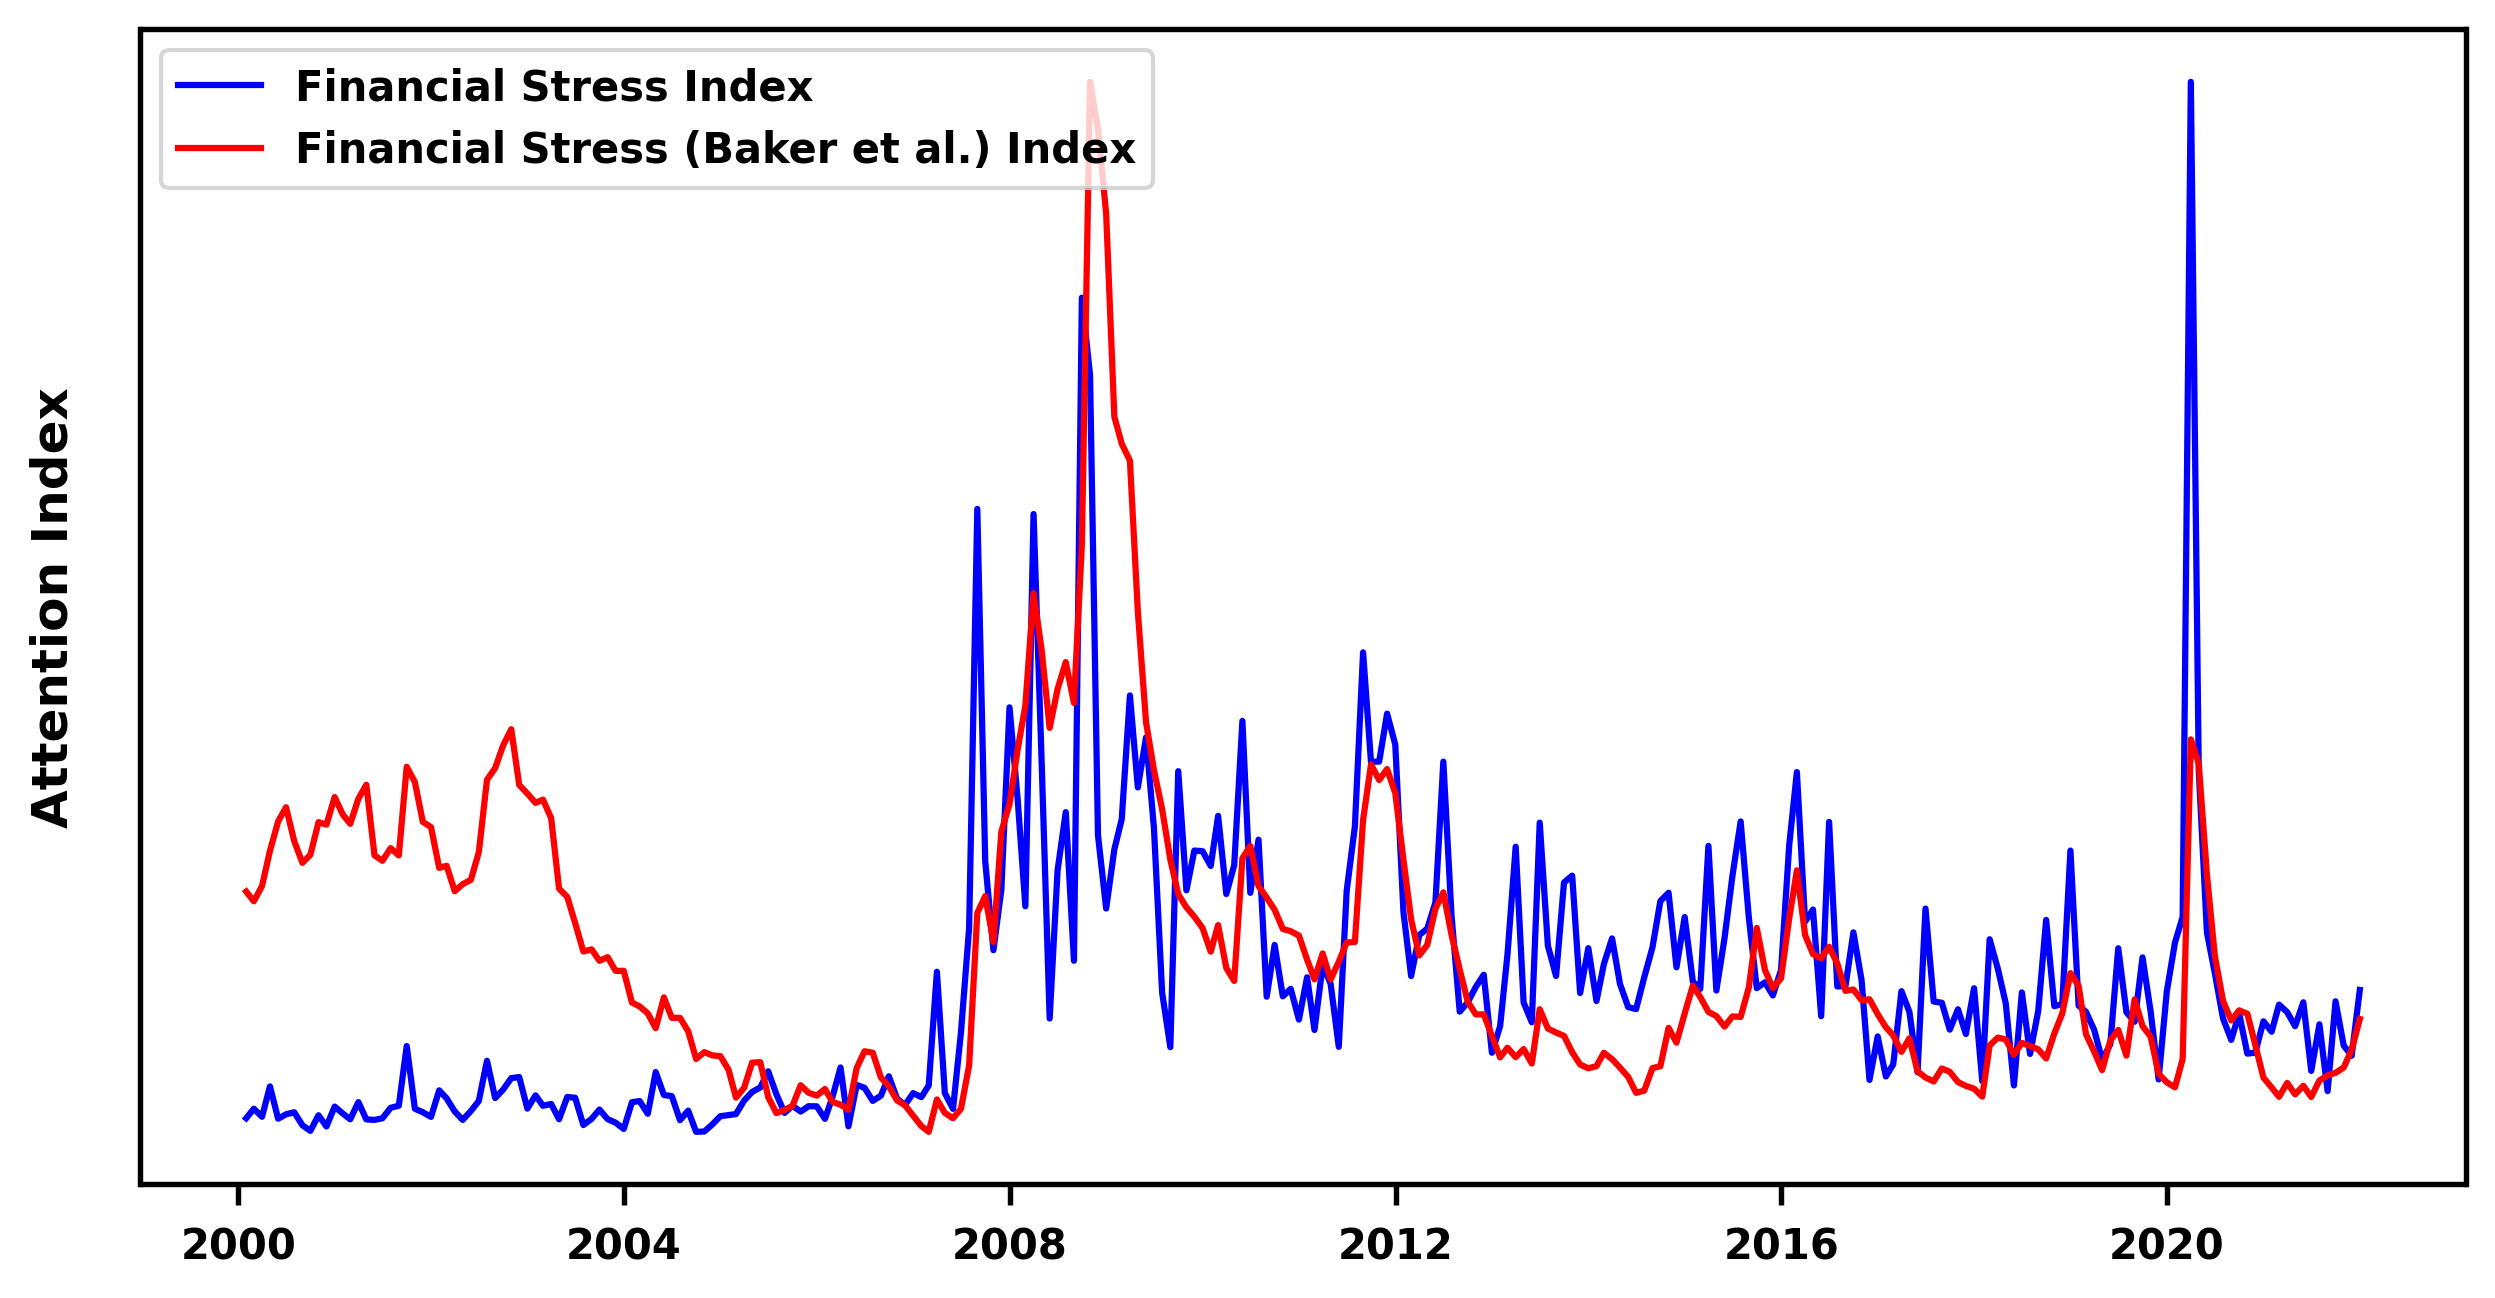 Financial Stress Index
Financial Stress (Baker et al.) Index
Attention Index
2000 2004 2008 2012 2016 2020